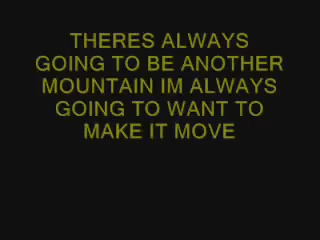 THERES ALWAYS
GOING TO BE ANOTHER
MOUNTAIN IM ALWAYS
GOING TO WANT TO
MAKE IT MOVE